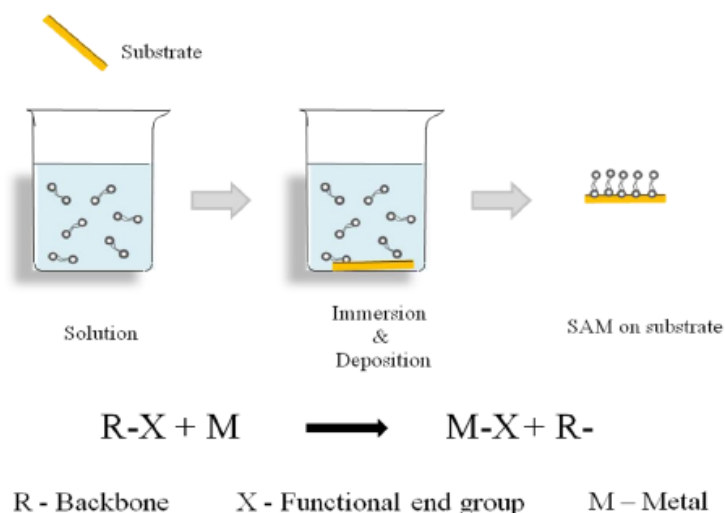 Substrate
Solution
Immersion
&
Deposition
SAM on substrate
R-X + M M-X+ R-
R - Backbone X - Functional end group M – Metal